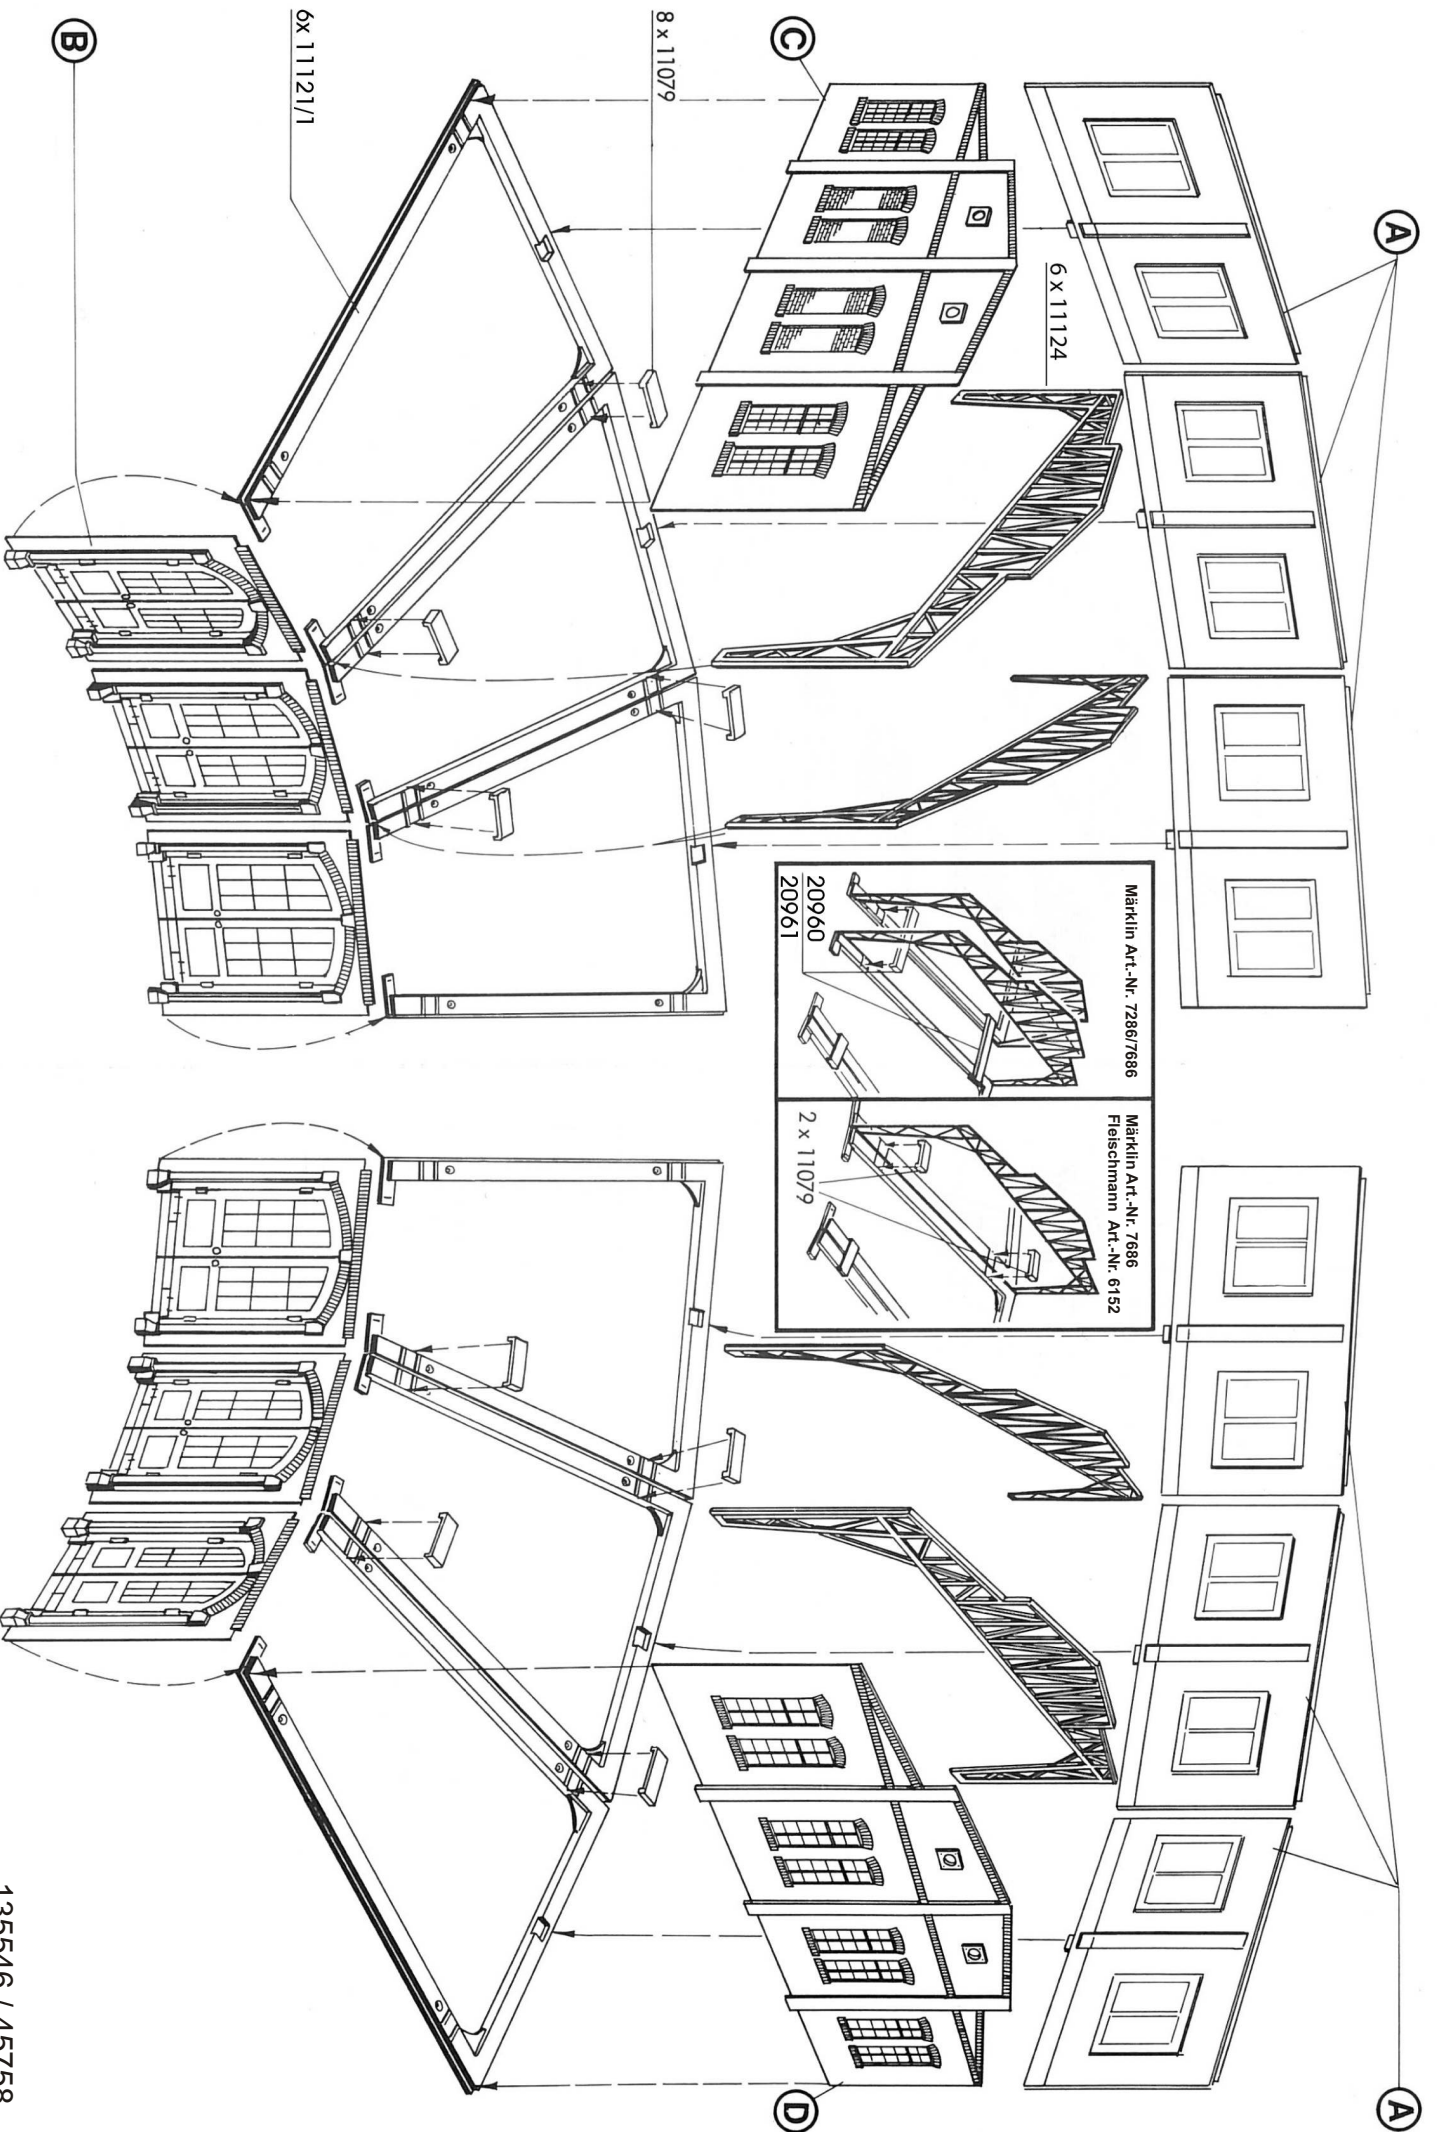 A
A
6 x 11124
C
D
8 x 11079
6x 11121/1
B
Märklin Art.-Nr. 7286/7686
20960
20961
Märklin Art.-Nr. 7686
Fleischmann Art.-Nr. 6152
2 x 11079
135546 / 45758